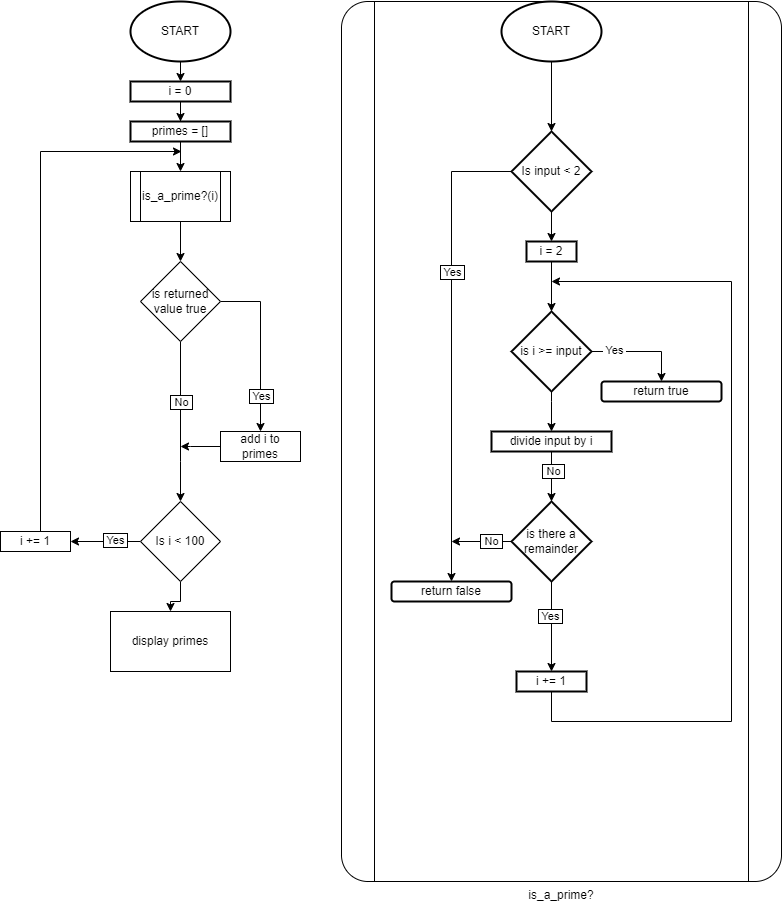 START
i = 0
primes = []
is_a_prime?(i)
is returned
value true
No
Yes
add i to
primes
i += 1
Yes
Is i < 100
display primes
START
Is input < 2
Yes
i = 2
is i >= input
Yes
return true
divide input by i
No
No
is there a
remainder
return false
Yes
i += 1
is_a_prime?